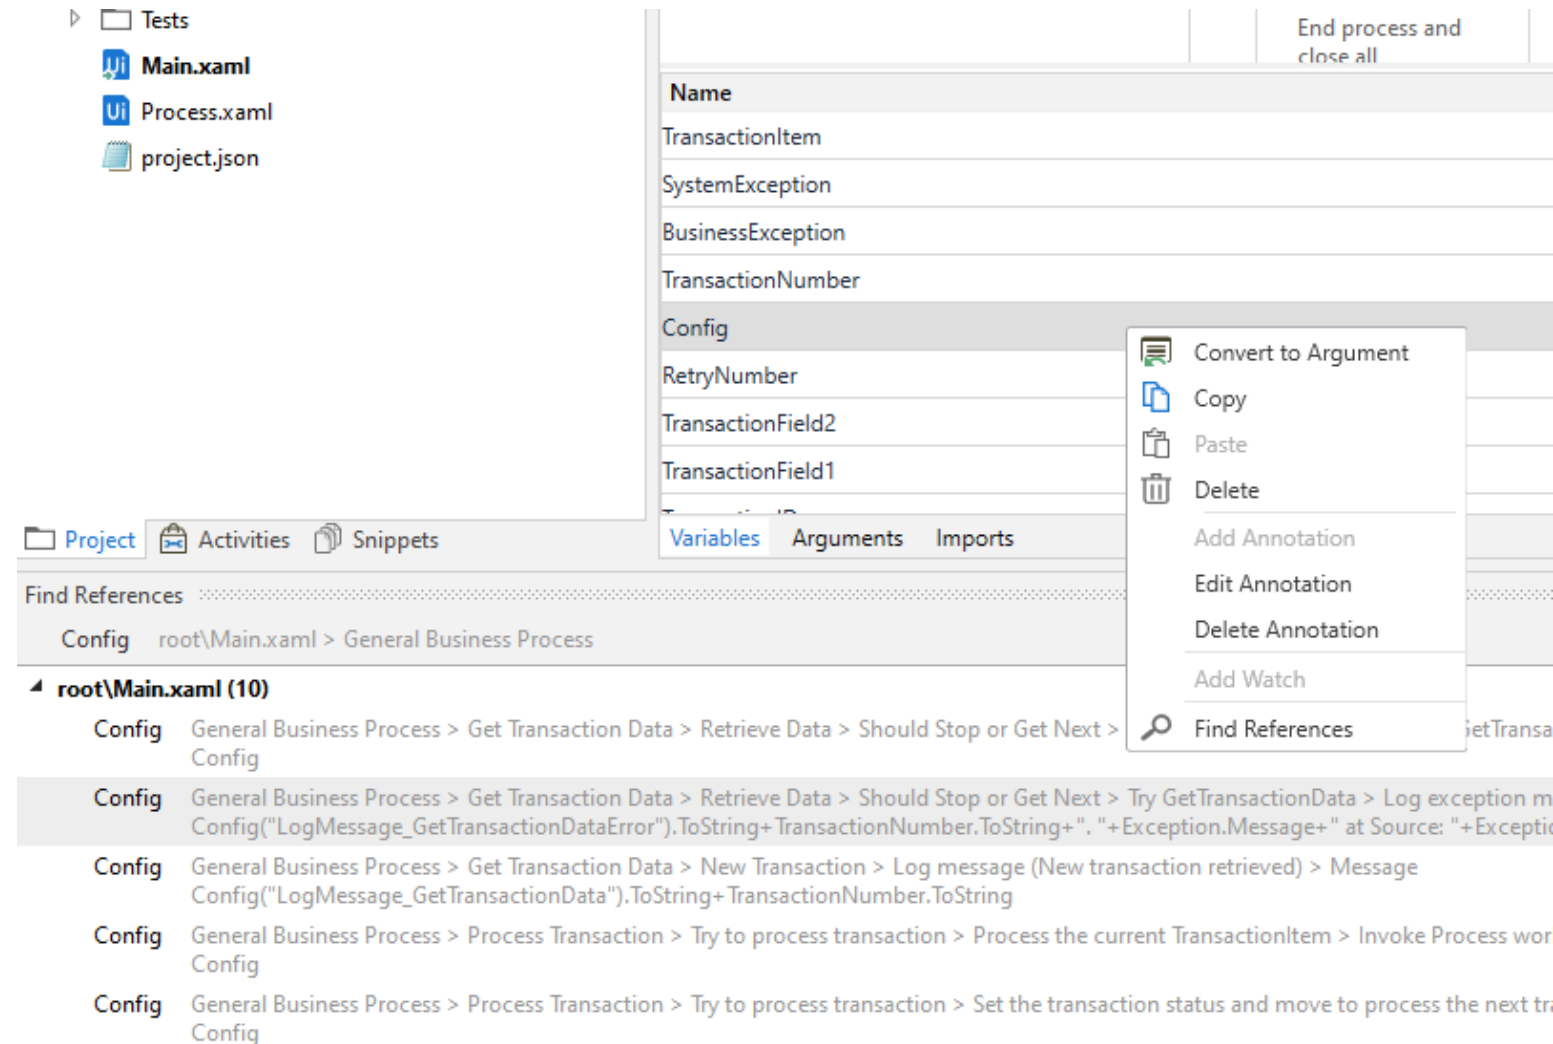 Tests
Main.xaml
Process.xaml
project.json
End process and
close all
Name
TransactionItem
SystemException
BusinessException
TransactionNumber
Config
RetryNumber
TransactionField2
TransactionField1
Convert to Argument
Copy
Paste
Delete
Add Annotation
Edit Annotation
Delete Annotation
Add Watch
Find References
Project Activities Snippets
Variables Arguments Imports
Find References
Config root\Main.xaml > General Business Process
root\Main.xaml (10)
Config General Business Process > Get Transaction Data > Retrieve Data > Should Stop or Get Next >
Config
Config General Business Process > Get Transaction Data > Retrieve Data > Should Stop or Get Next > Try GetTransactionData > Log exception m
Config("LogMessage_GetTransactionDataError").ToString+TransactionNumber.ToString+". "+Exception.Message+" at Source: "+Exceptio
Config General Business Process > Get Transaction Data > New Transaction > Log message (New transaction retrieved) > Message
Config("LogMessage_GetTransactionData").ToString+TransactionNumber.ToString
Config General Business Process > Process Transaction > Try to process transaction > Process the current TransactionItem > Invoke Process wor
Config
Config General Business Process > Process Transaction > Try to process transaction > Set the transaction status and move to process the next tra
Config